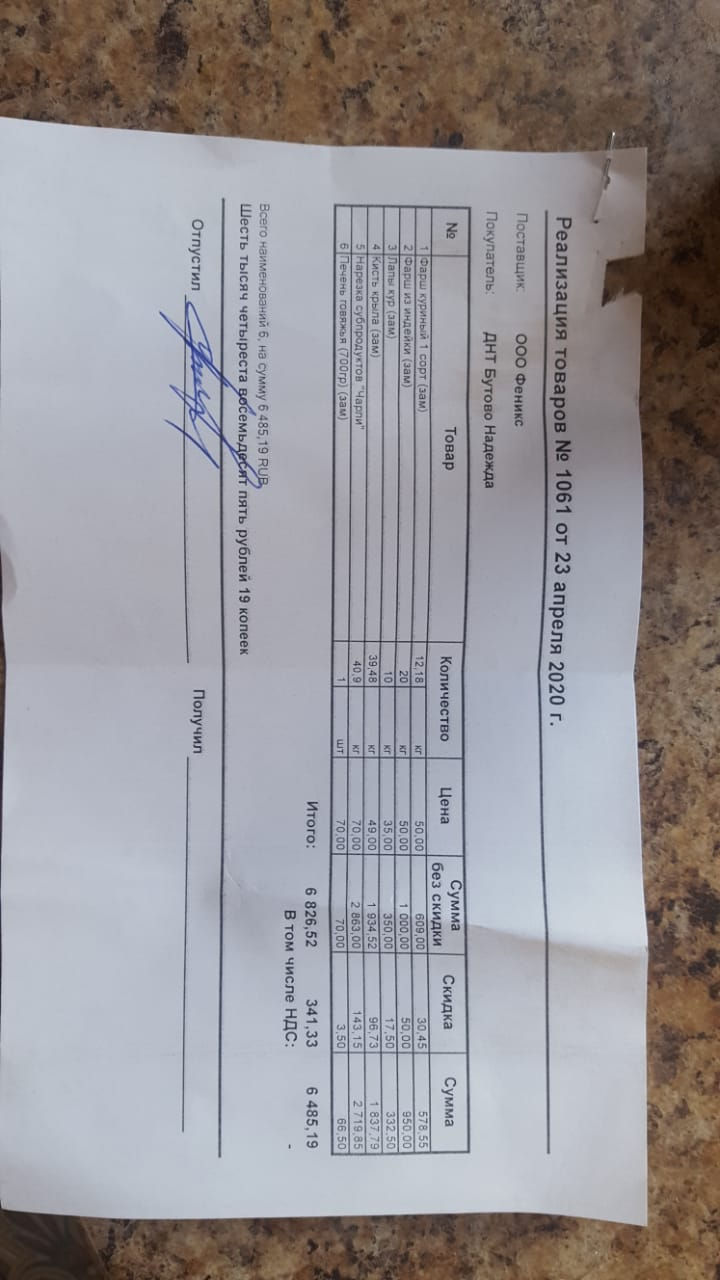 Реализация товаров № 1061 от 23 апреля 2020 г.
Поставщик: ООО Феникс
Покупатель: ДНТ Бутово Надежда
№ Товар Количество Цена Сумма без скидки Скидка Сумма
1 Фарш куриный 1 сорт (зам) 12,18 кг 50,00 609,00 30,45 578,55
2 Фарш из индейки (зам) 20 кг 50,00 1 000,00 50,00 950,00
3 Лапы кур (зам) 10 кг 35,00 350,00 17,50 332,50
4 Кисть крыла (зам) 39,48 кг 49,00 1 934,52 96,73 1 837,79
5 Нарезка субпродуктов "Чарли" 40,9 кг 70,00 2 863,00 143,15 2 719,85
6 Печень говяжья (700гр) (зам) 1 шт 70,00 70,00 3,50 66,50
Итого: 6 826,52 341,33 6 485,19
В том числе НДС: -
Всего наименований 6, на сумму 6 485,19 RUB
Шесть тысяч четыреста восемьдесят пять рублей 19 копеек
Отпустил Получил